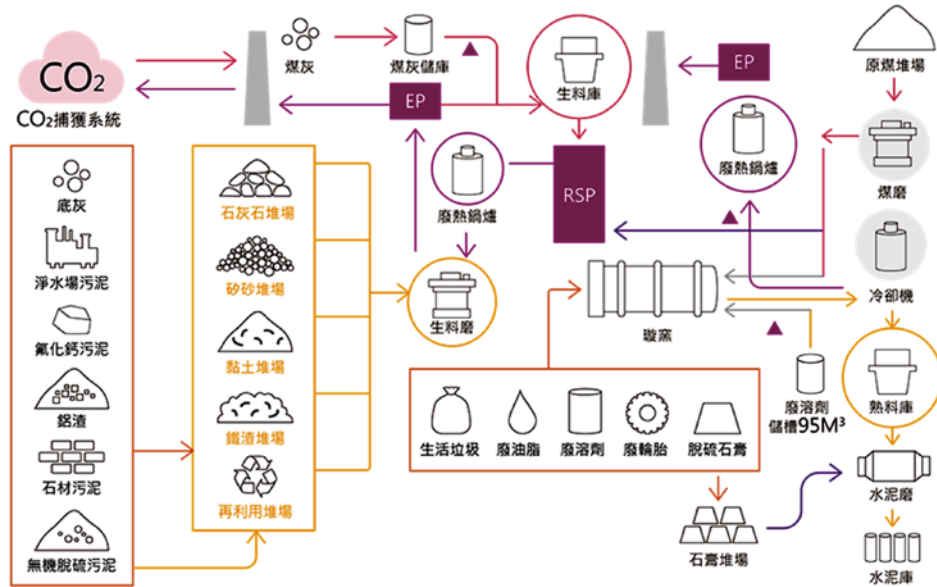 CO₂
CO₂捕獲系統
煤灰
煤灰儲庫
EP
生料庫
EP
原煤堆場
廢熱鍋爐
RSP
廢熱鍋爐
煤磨
底灰
淨水場污泥
氟化鈣污泥
鋁渣
石材污泥
無機脫硫污泥
石灰石堆場
矽砂堆場
黏土堆場
鐵渣堆場
再利用堆場
生料磨
璇窯
冷卻機
廢溶劑
儲槽95M³
熟料庫
生活垃圾
廢油脂
廢溶劑
廢輪胎
脫硫石膏
石膏堆場
水泥磨
水泥庫